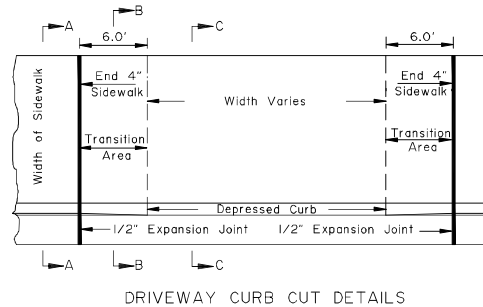 B
A
C
6.0'
6.0'
End 4"
Sidewalk
End 4"
Sidewalk
Width of Sidewalk
Width Varies
Transition
Area
Transition
Area
Depressed Curb
1/2" Expansion Joint
1/2" Expansion Joint
A
B
C
DRIVEWAY CURB CUT DETAILS